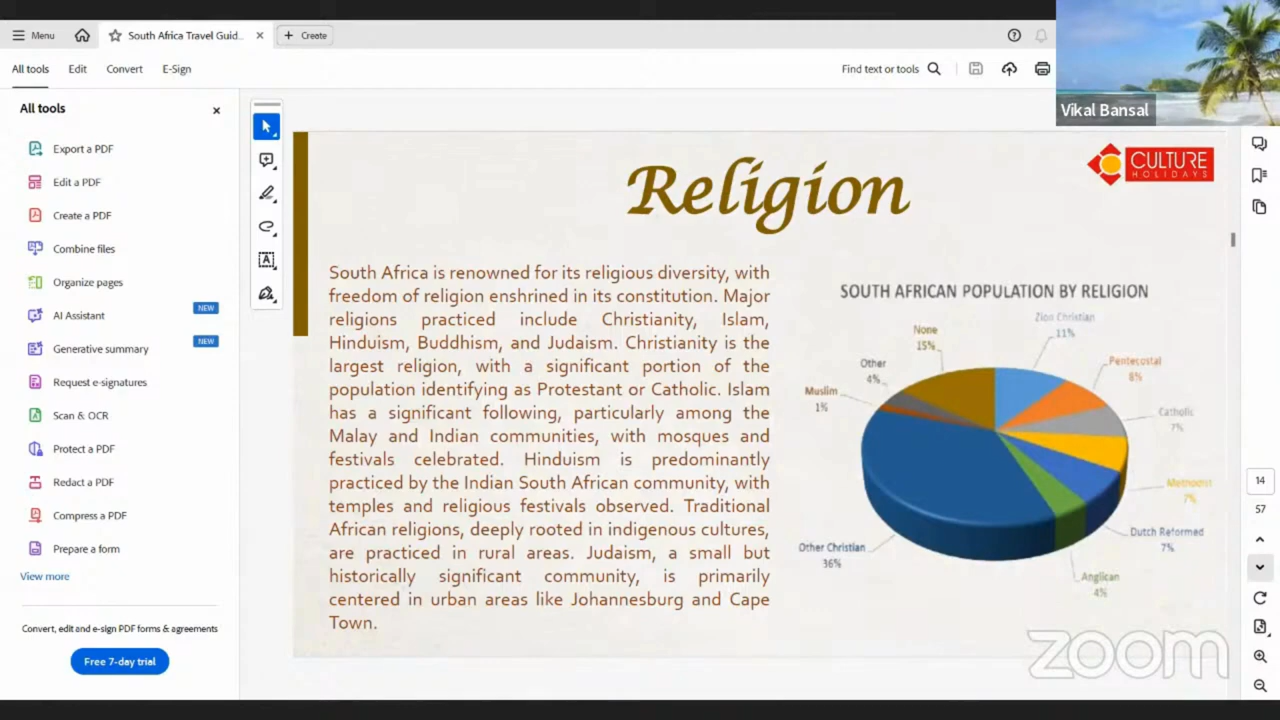 Menu
South Africa Travel Guid...
Create
All tools
Edit
Convert
E-Sign
Find text or tools
Vikal Bansal
All tools
Export a PDF
Edit a PDF
Create a PDF
Combine files
Organize pages
AI Assistant
NEW
Generative summary
NEW
Request e-signatures
Scan & OCR
Protect a PDF
Redact a PDF
Compress a PDF
Prepare a form
View more
Convert, edit and e-sign PDF forms & agreements
Free 7-day trial
Religion
CULTURE
HOLIDAYS
South Africa is renowned for its religious diversity, with
freedom of religion enshrined in its constitution. Major
religions practiced include Christianity, Islam,
Hinduism, Buddhism, and Judaism. Christianity is the
largest religion, with a significant portion of the
population identifying as Protestant or Catholic. Islam
has a significant following, particularly among the
Malay and Indian communities, with mosques and
festivals celebrated. Hinduism is predominantly
practiced by the Indian South African community, with
temples and religious festivals observed. Traditional
African religions, deeply rooted in indigenous cultures,
are practiced in rural areas. Judaism, a small but
historically significant community, is primarily
centered in urban areas like Johannesburg and Cape
Town.
SOUTH AFRICAN POPULATION BY RELIGION
Zion Christian
11%
None
15%
Pentecostal
8%
Other
4%
Muslim
1%
Catholic
7%
Methodist
7%
Dutch Reformed
7%
Other Christian
36%
Anglican
4%
14
57
zoom